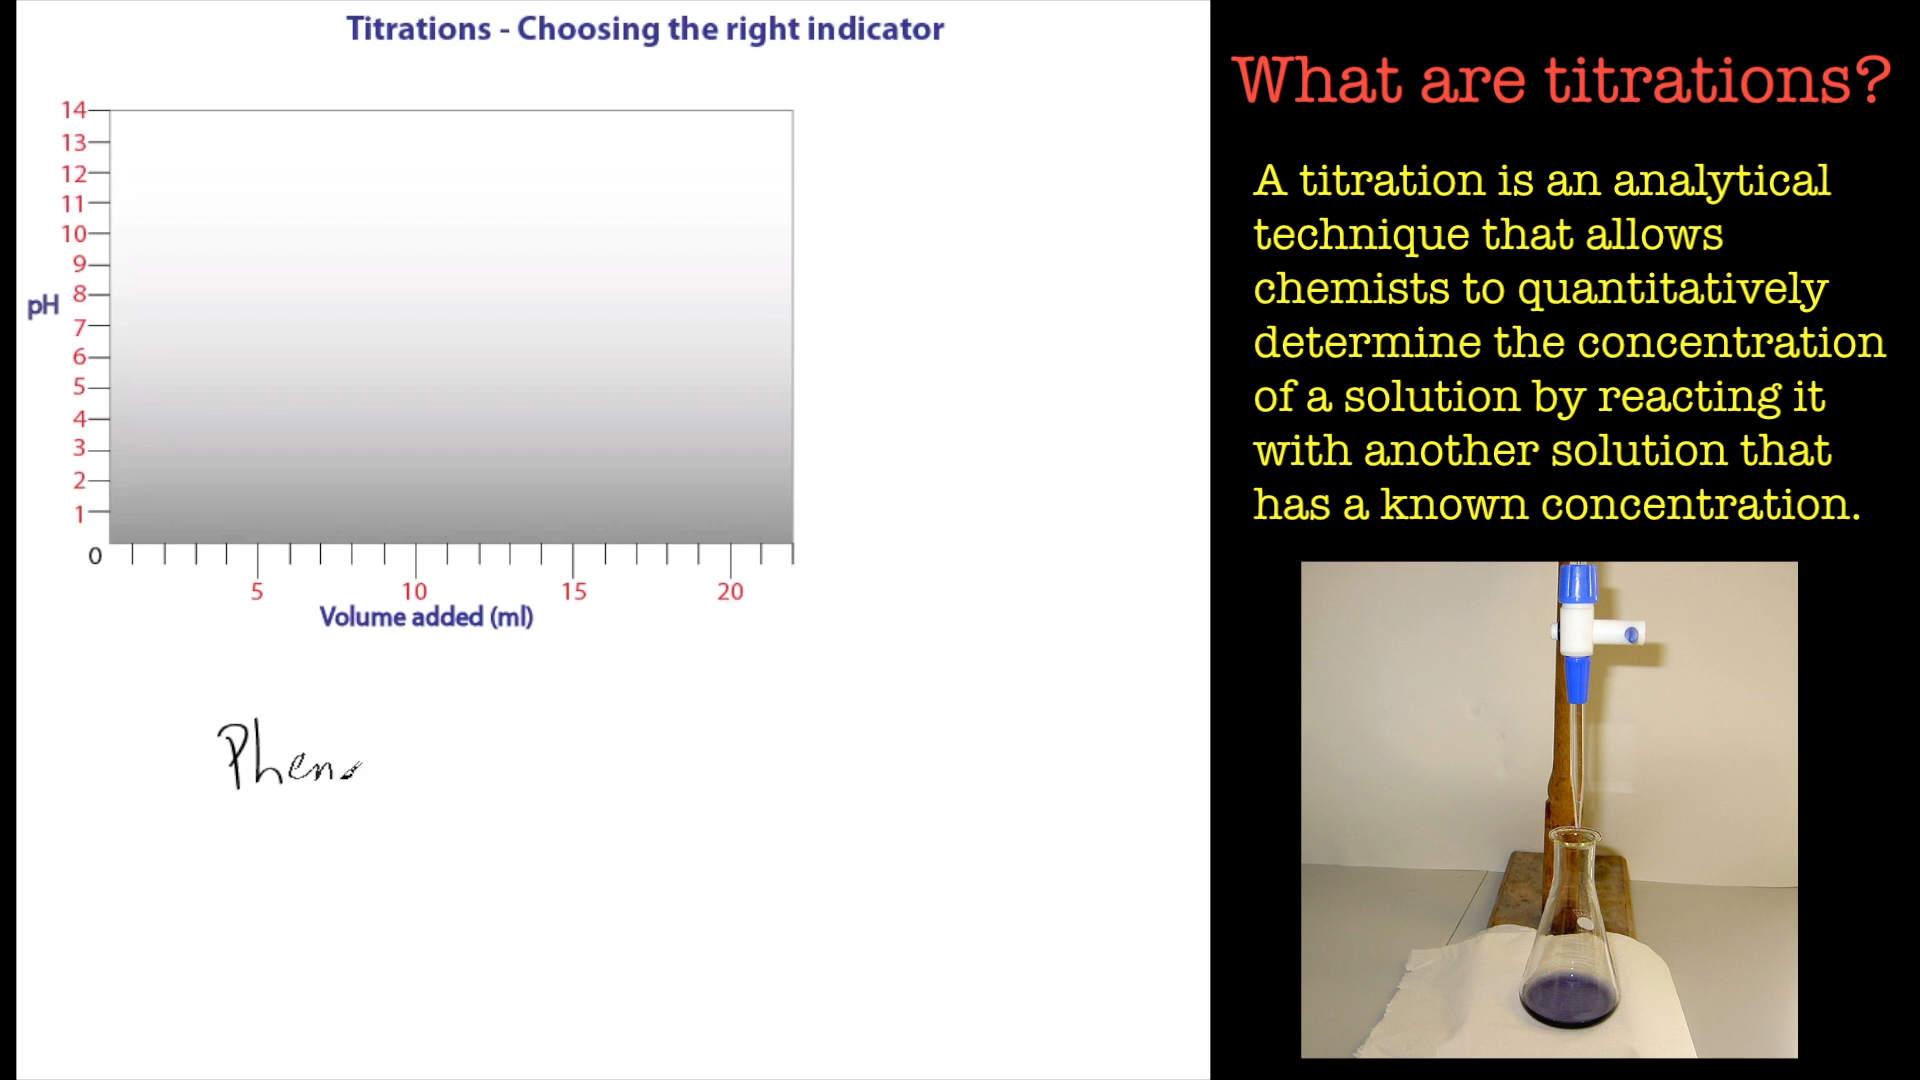 Titrations - Choosing the right indicator
14
13
12
11
10
9
8
pH
7
6
5
4
3
2
1
0
5 10 15 20
Volume added (ml)
Pheno
What are titrations?
A titration is an analytical
technique that allows
chemists to quantitatively
determine the concentration
of a solution by reacting it
with another solution that
has a known concentration.